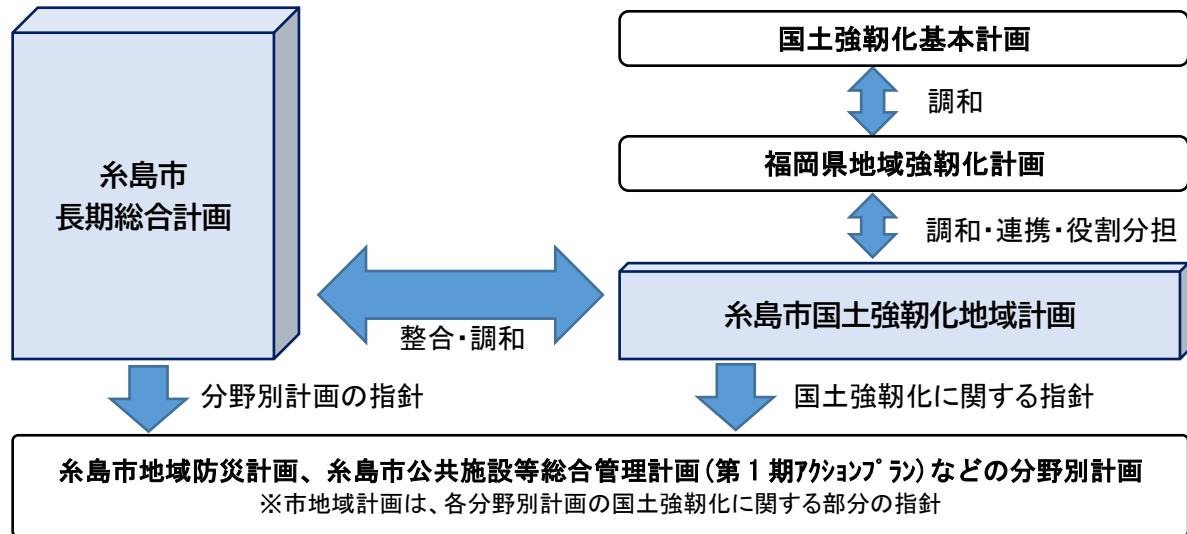 糸島市
長期総合計画
国土強靭化基本計画
調和
福岡県地域強靭化計画
調和・連携・役割分担
整合・調和
糸島市国土強靭化地域計画
分野別計画の指針
国土強靭化に関する指針
糸島市地域防災計画、糸島市公共施設等総合管理計画(第1期ｱｸｼｮﾝﾌﾟﾗﾝ)などの分野別計画
※市地域計画は、各分野別計画の国土強靭化に関する部分の指針